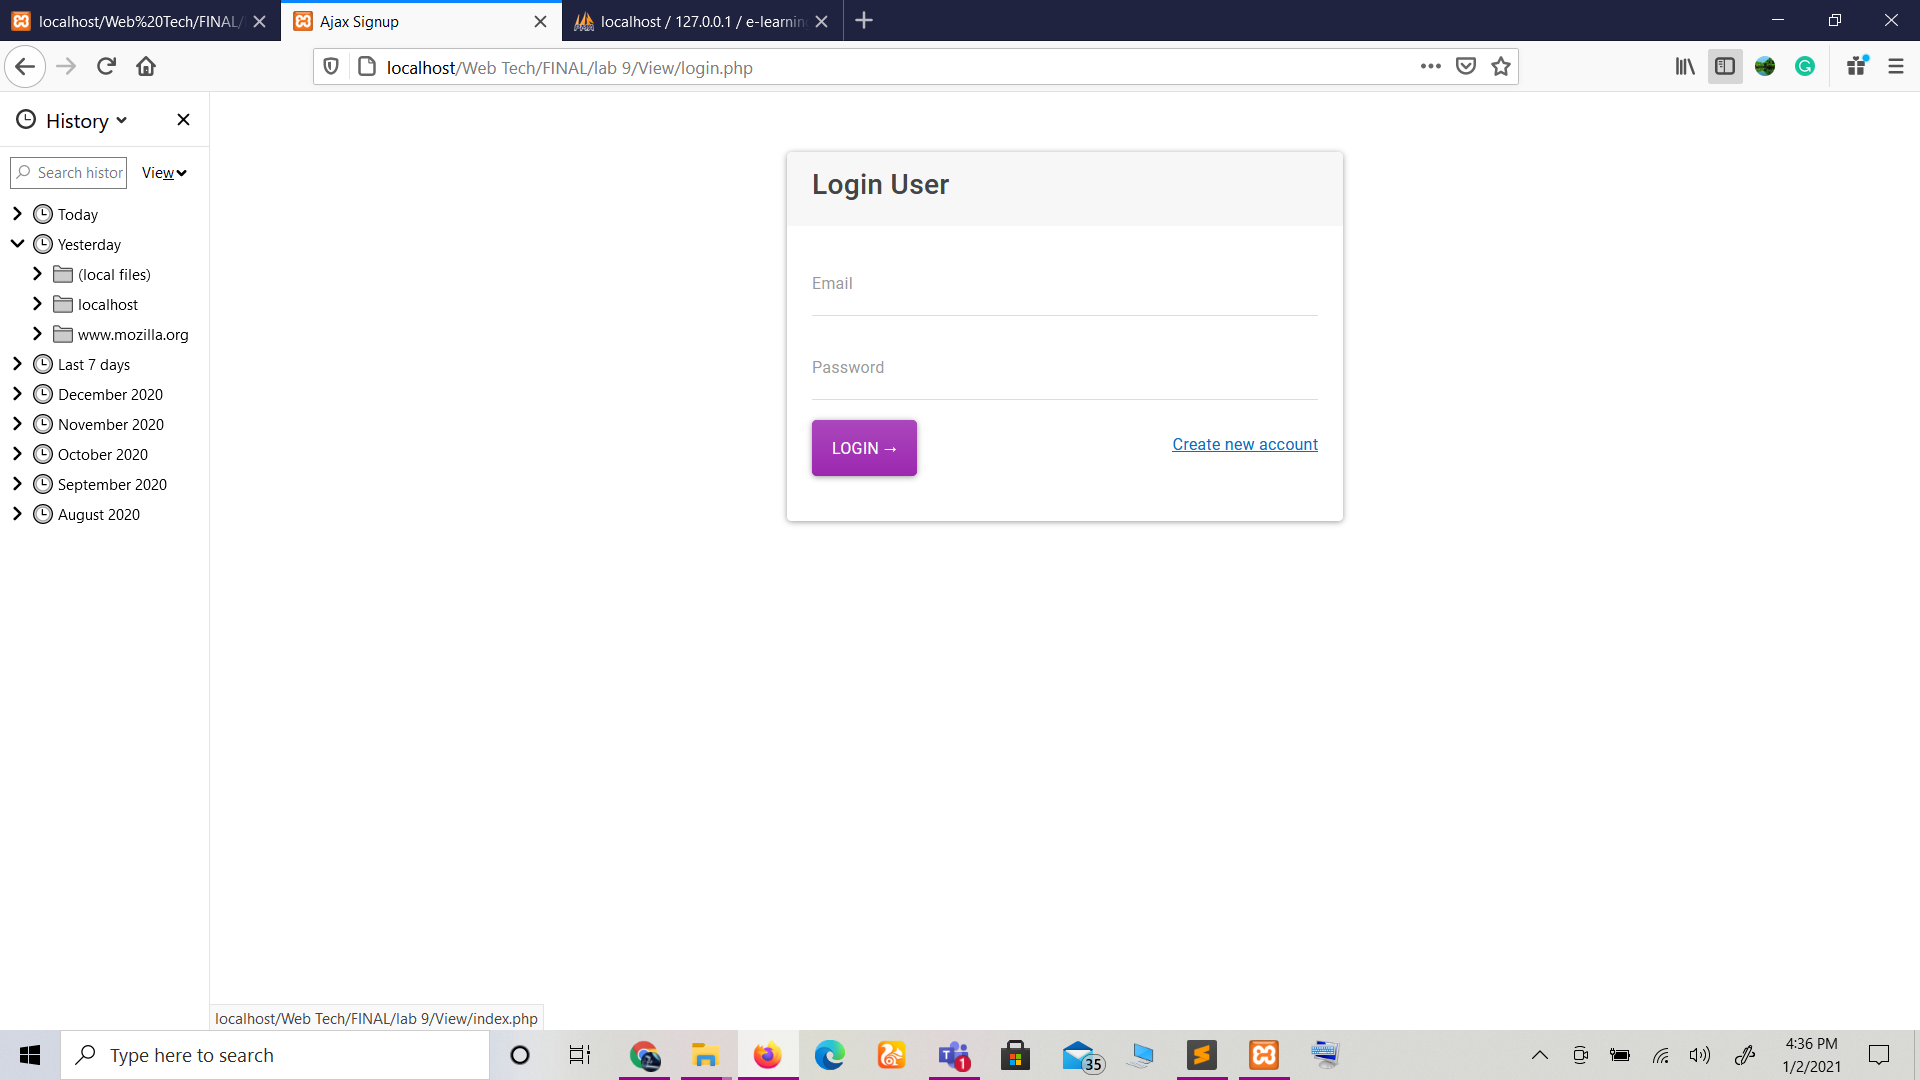 localhost/Web%20Tech/FINAL/
Ajax Signup
localhost / 127.0.0.1 / e-learnin
localhost/Web Tech/FINAL/lab 9/View/login.php
History
Search histor
View
Today
Yesterday
(local files)
localhost
www.mozilla.org
Last 7 days
December 2020
November 2020
October 2020
September 2020
August 2020
Login User
Email
Password
LOGIN →
Create new account
localhost/Web Tech/FINAL/lab 9/View/index.php
Type here to search
2
T
1
35
4:36 PM
1/2/2021